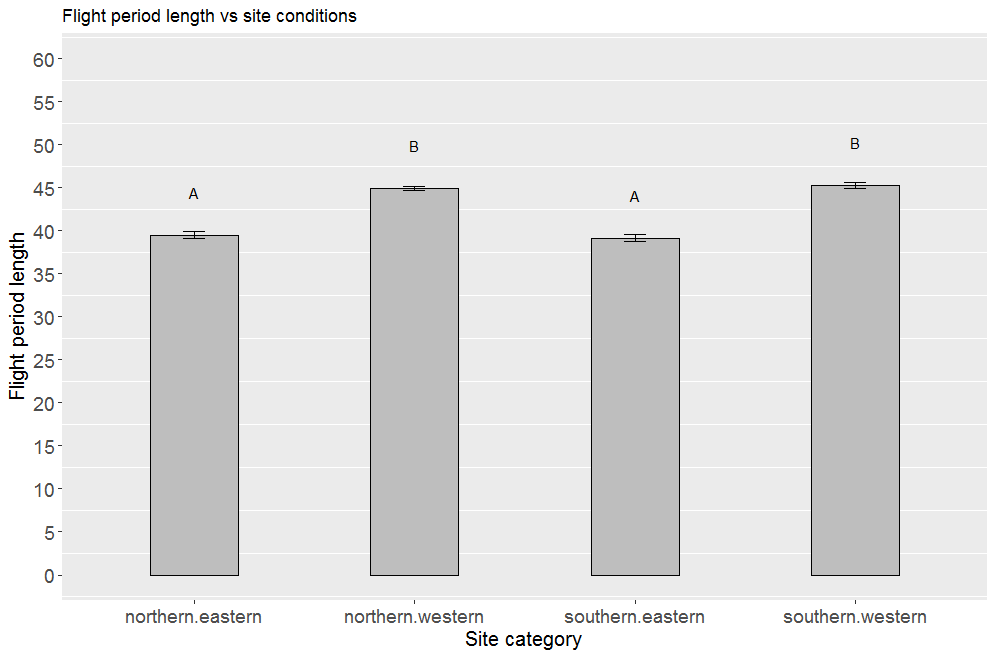 Flight period length vs site conditions
Flight period length
60
55
50
45
40
35
30
25
20
15
10
5
0
A
B
A
B
northern.eastern
northern.western
southern.eastern
southern.western
Site category